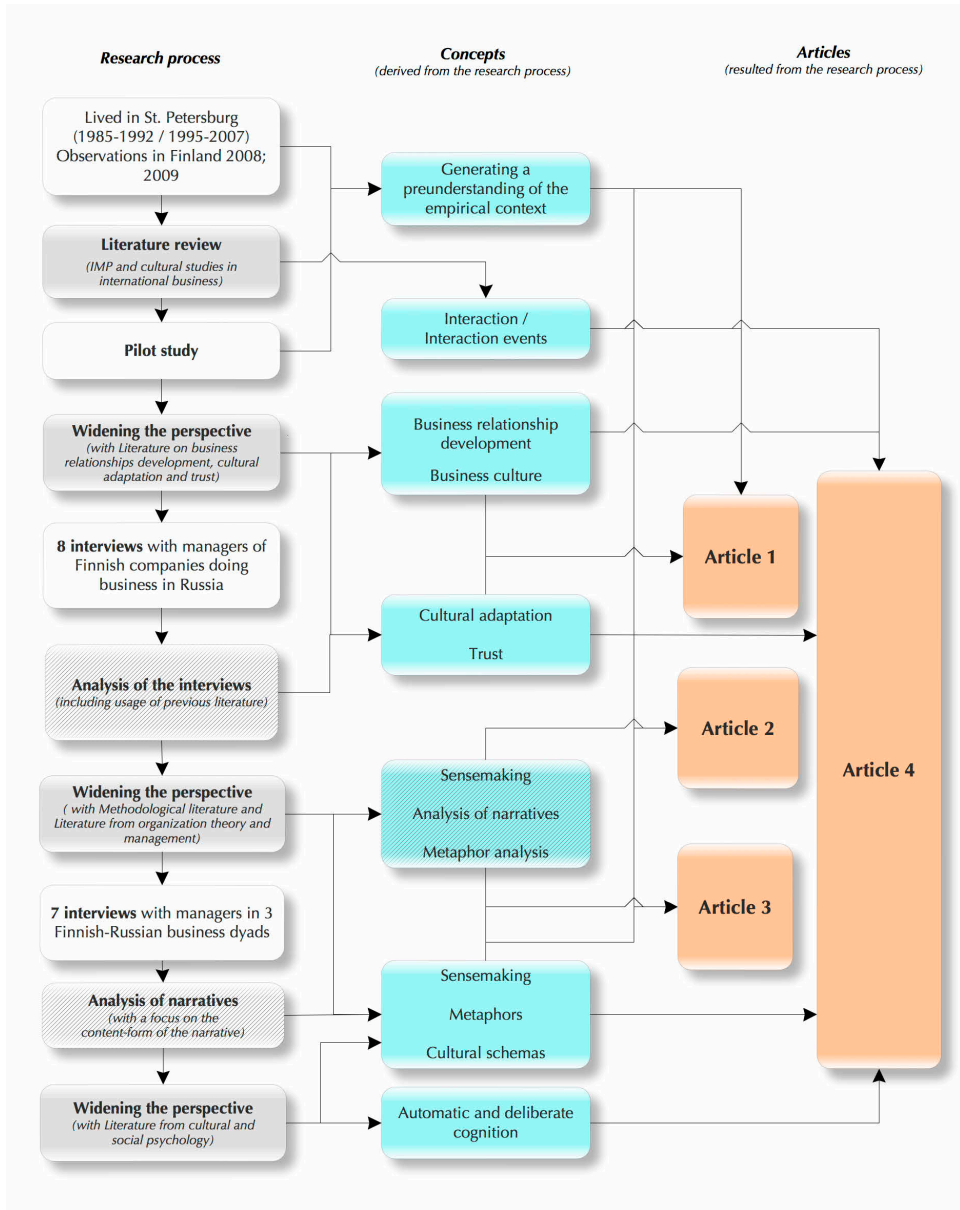 Research process
Concepts
(derived from the research process)
Articles
(resulted from the research process)
Lived in St. Petersburg
(1985-1992 / 1995-2007)
Observations in Finland 2008;
2009
Literature review
(IMP and cultural studies in
international business)
Pilot study
Widening the perspective
(with Literature on business
relationships development, cultural
adaptation and trust)
8 interviews with managers of
Finnish companies doing
business in Russia
Analysis of the interviews
(including usage of previous literature)
Widening the perspective
( with Methodological literature and
Literature from organization theory and
management)
7 interviews with managers in 3
Finnish-Russian business dyads
Analysis of narratives
(with a focus on the
content-form of the narrative)
Widening the perspective
(with Literature from cultural and
social psychology)
Generating a
preunderstanding of the
empirical context
Interaction /
Interaction events
Business relationship
development
Business culture
Cultural adaptation
Trust
Sensemaking
Analysis of narratives
Metaphor analysis
Sensemaking
Metaphors
Cultural schemas
Automatic and deliberate
cognition
Article 1
Article 2
Article 3
Article 4